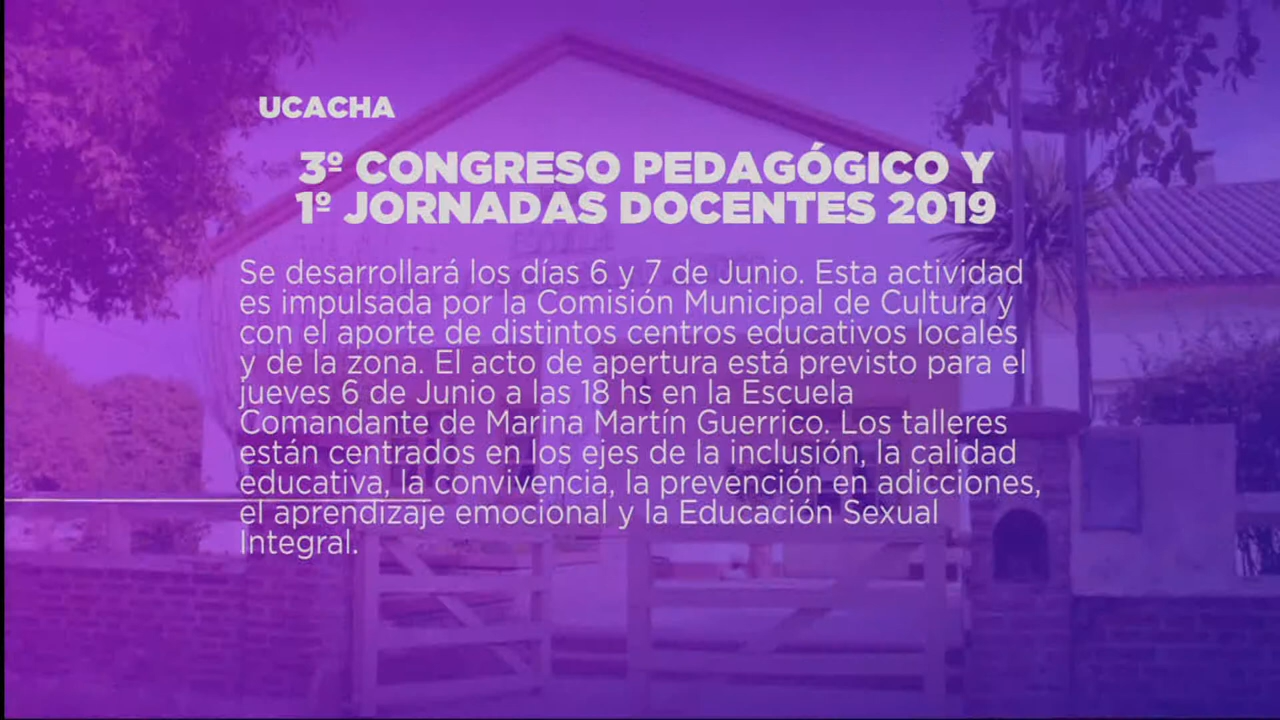 UCACHA
3º CONGRESO PEDAGÓGICO Y
1º JORNADAS DOCENTES 2019
Se desarrollará los días 6 y 7 de Junio. Esta actividad
es impulsada por la Comisión Municipal de Cultura y
con el aporte de distintos centros educativos locales
y de la zona. El acto de apertura está previsto para el
jueves 6 de Junio a las 18 hs en la Escuela
Comandante de Marina Martín Guerrico. Los talleres
están centrados en los ejes de la inclusión, la calidad
educativa, la convivencia, la prevención en adicciones,
el aprendizaje emocional y la Educación Sexual
Integral.